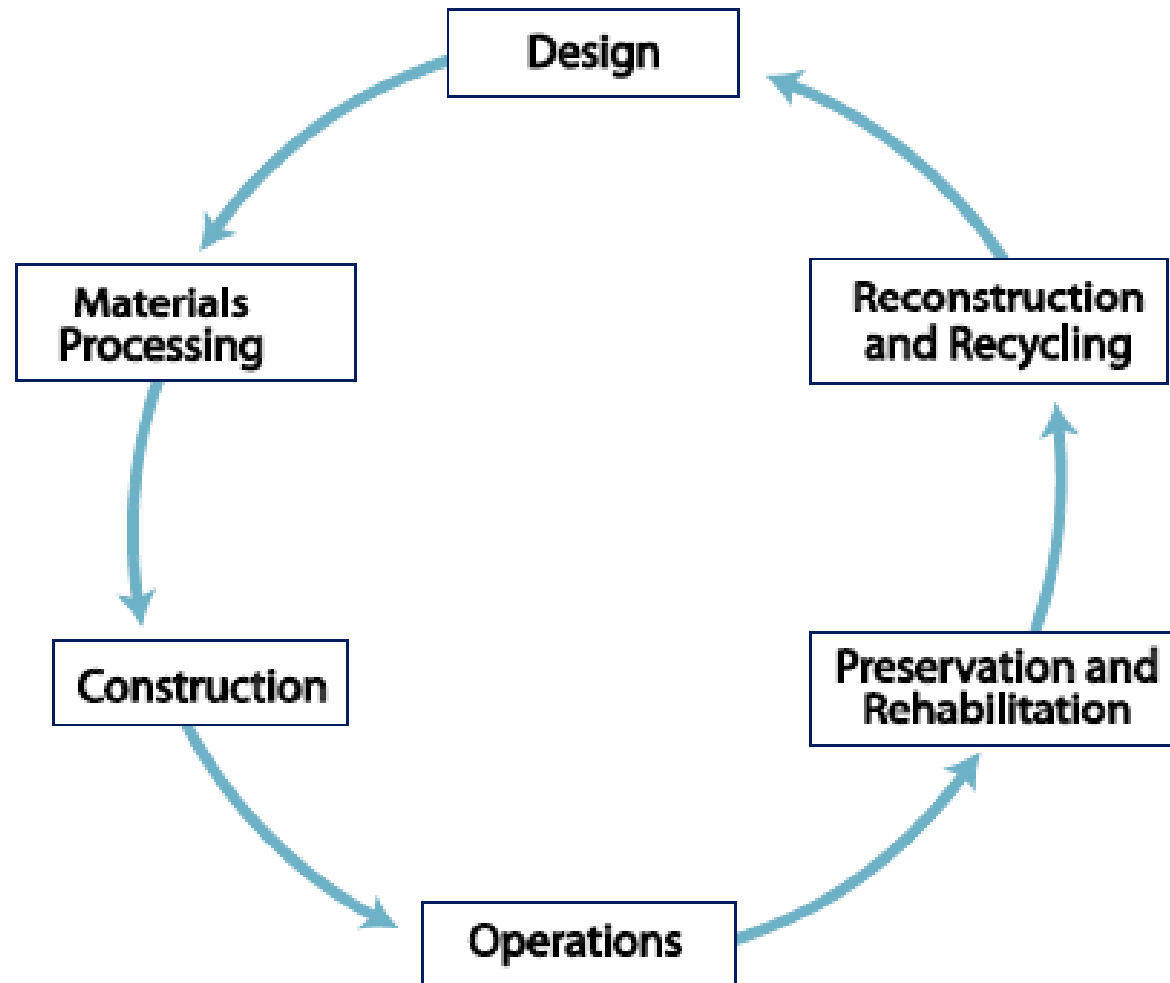 Design
Materials
Processing
Construction
Operations
Preservation and
Rehabilitation
Reconstruction
and Recycling